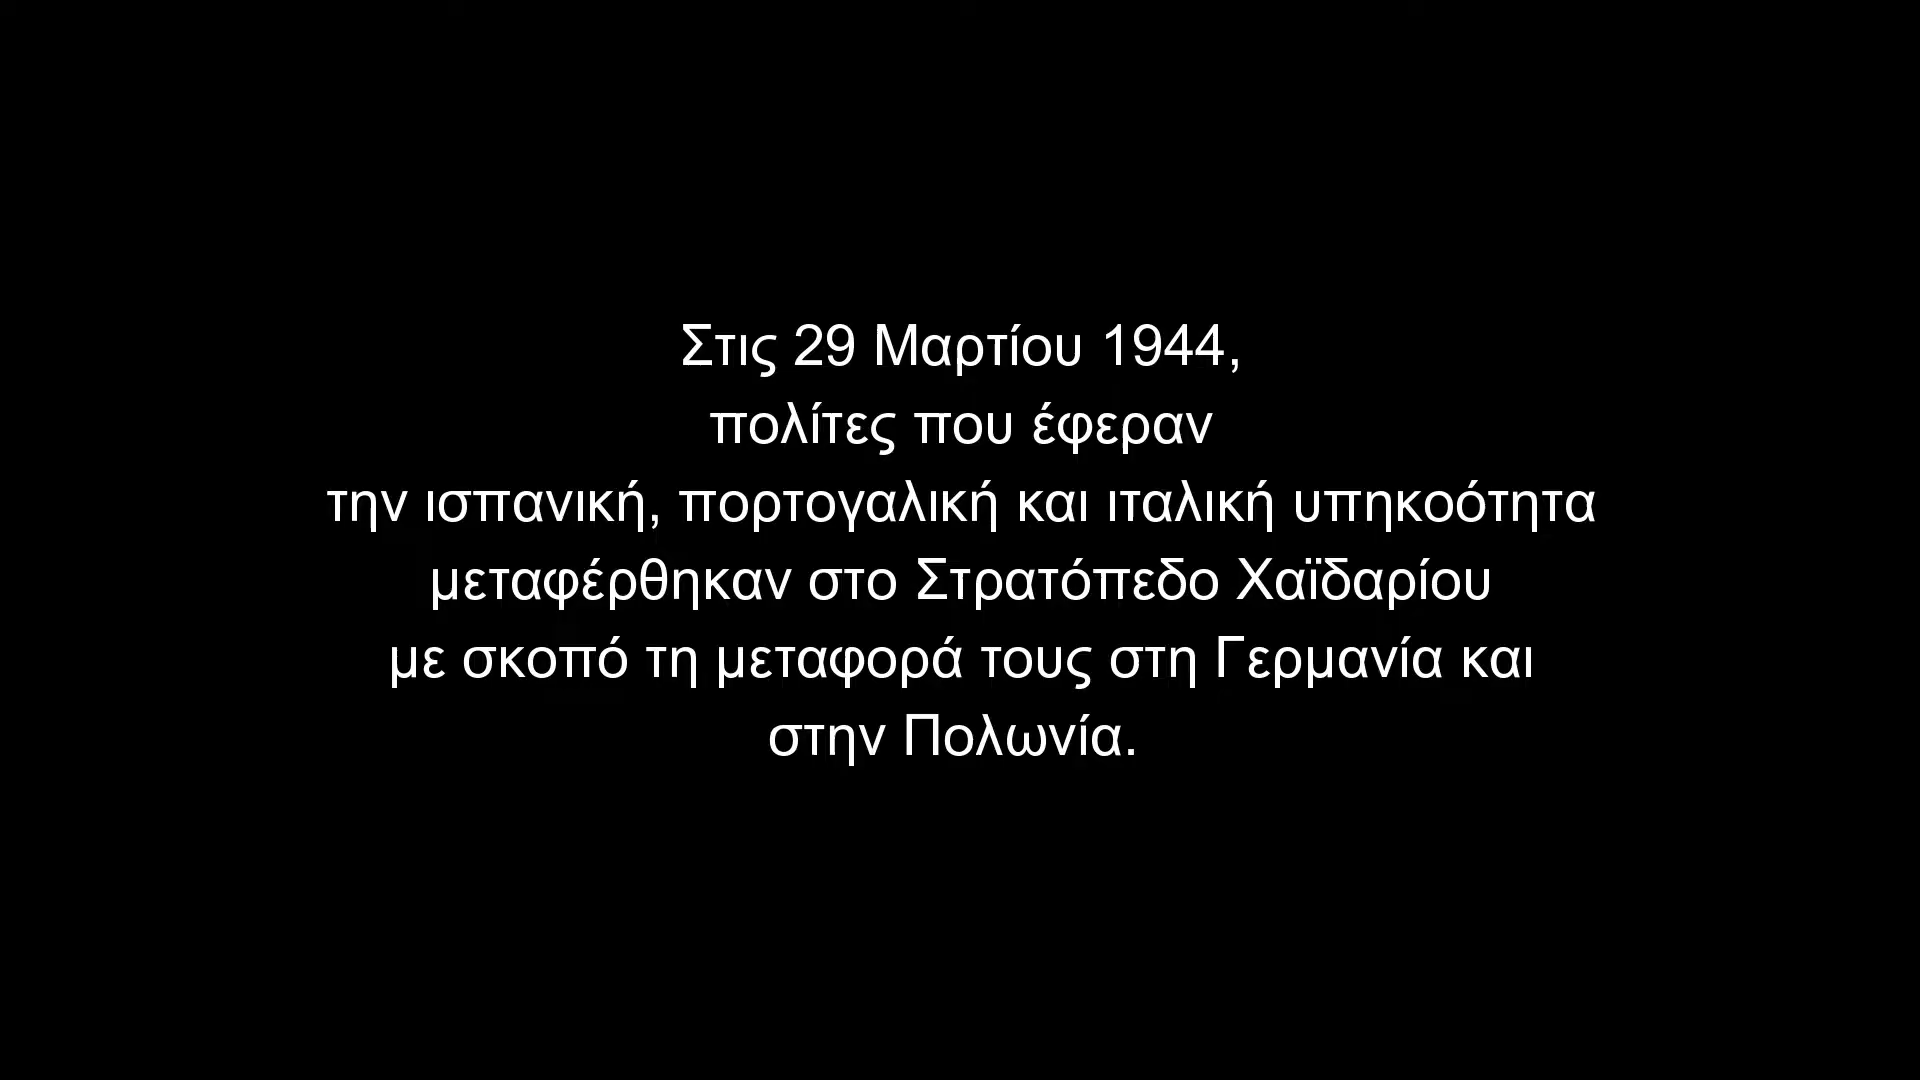 Στις 29 Μαρτίου 1944,
πολίτες που έφεραν
την ισπανική, πορτογαλική και ιταλική υπηκοότητα
μεταφέρθηκαν στο Στρατόπεδο Χαϊδαρίου
με σκοπό τη μεταφορά τους στη Γερμανία και
στην Πολωνία.